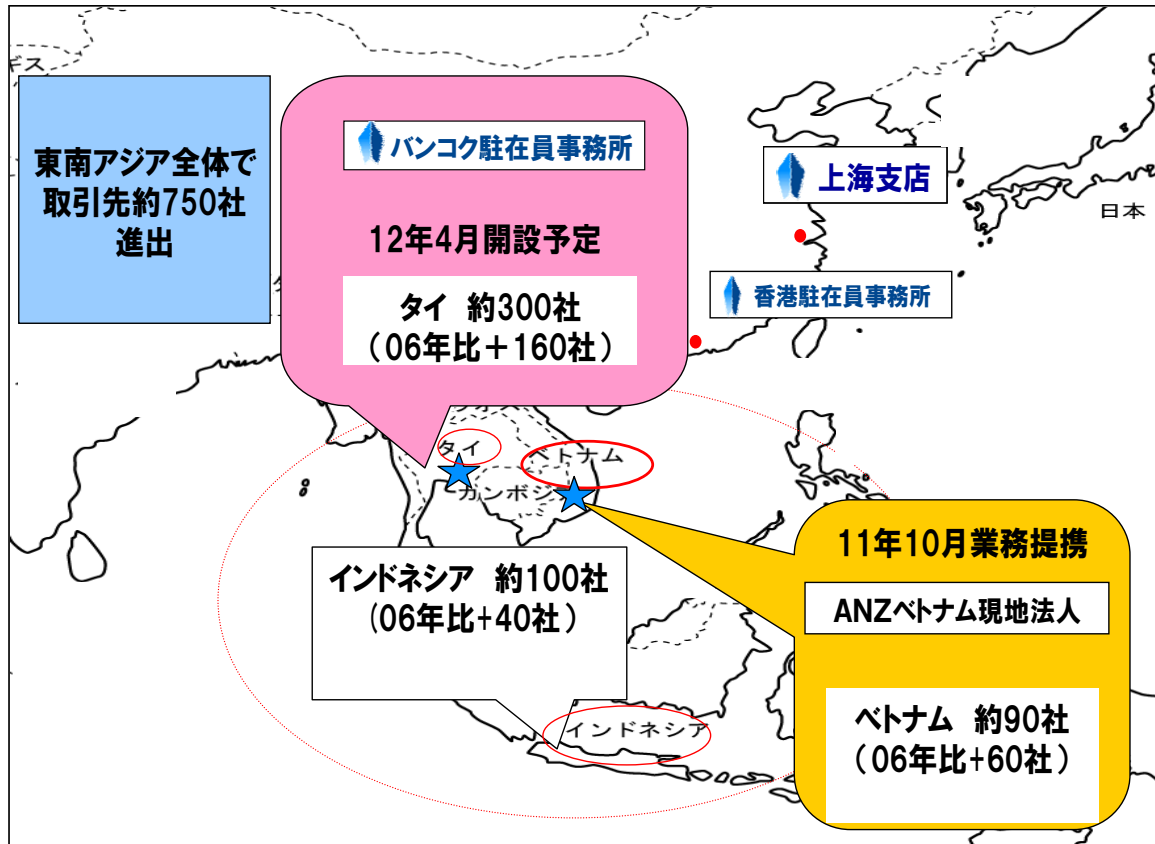 東南アジア全体で
取引先約750社
進出
バンコク駐在員事務所
12年4月開設予定
タイ 約300社
（06年比＋160社）
上海支店
日本
香港駐在員事務所
タイ
ベトナム
カンボジア
インドネシア 約100社
(06年比+40社）
インドネシア
11年10月業務提携
ANZベトナム現地法人
ベトナム 約90社
（06年比+60社）